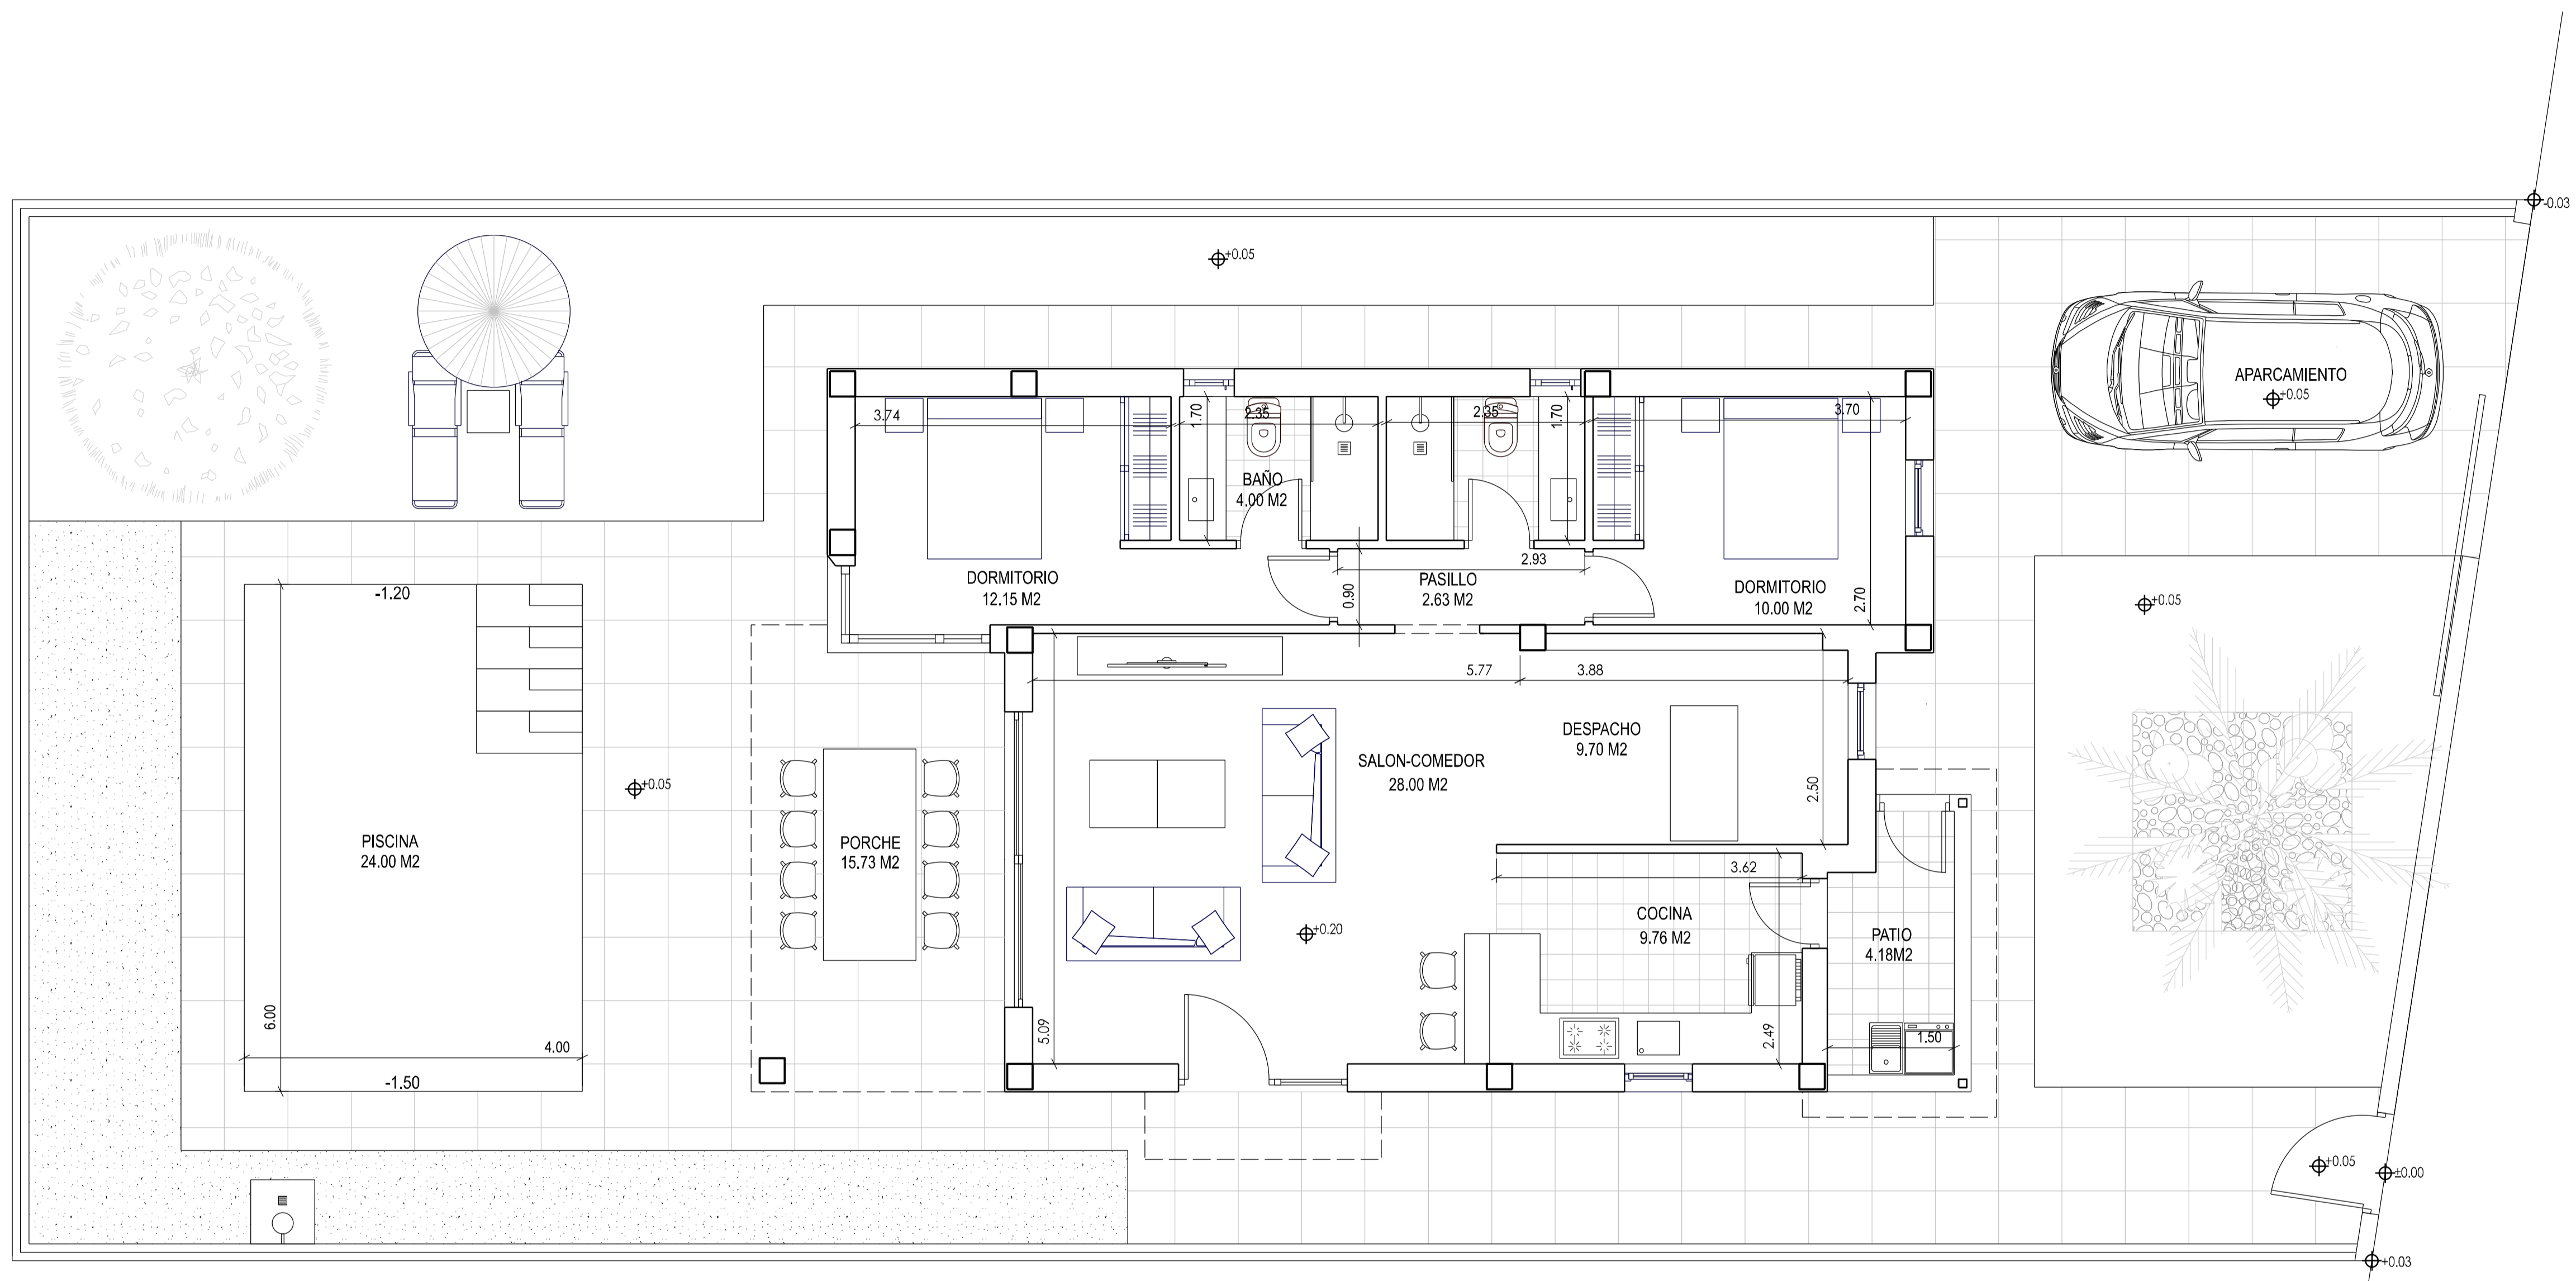 -0.03
+0.05
APARCAMIENTO
+0.05
3.74
1.70
2.35
2.35
1.70
3.70
BAÑO
4.00 M2
2.93
DORMITORIO
12.15 M2
0.90
PASILLO
2.63 M2
DORMITORIO
10.00 M2
2.70
+0.05
-1.20
5.77
3.88
DESPACHO
9.70 M2
SALON-COMEDOR
28.00 M2
2.50
+0.05
PISCINA
24.00 M2
PORCHE
15.73 M2
3.62
COCINA
9.76 M2
+0.20
PATIO
4.18M2
6.00
5.09
2.49
1.50
4.00
-1.50
+0.05
±0.00
+0.03